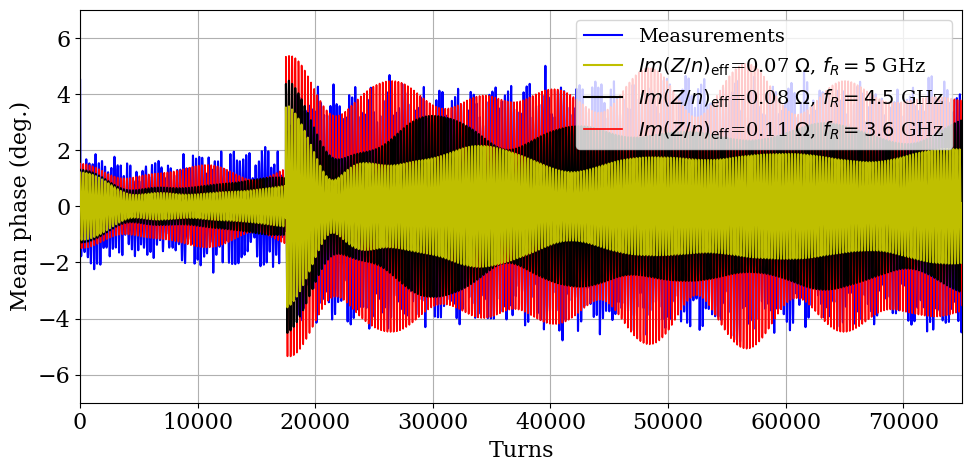 Measurements
Im(Z/n)eff=0.07 Ω, fR = 5 GHz
Im(Z/n)eff=0.08 Ω, fR = 4.5 GHz
Im(Z/n)eff=0.11 Ω, fR = 3.6 GHz
Mean phase (deg.)
6
4
2
0
−2
−4
−6
0 10000 20000 30000 40000 50000 60000 70000
Turns